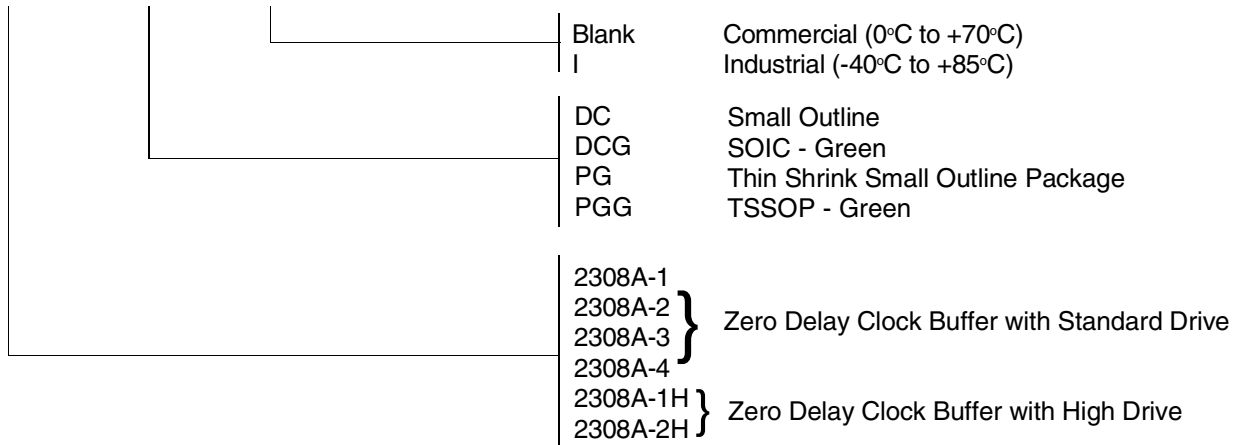 Blank Commercial (0°C to +70°C)
I Industrial (-40°C to +85°C)
DC Small Outline
DCG SOIC - Green
PG Thin Shrink Small Outline Package
PGG TSSOP - Green
2308A-1
2308A-2
Zero Delay Clock Buffer with Standard Drive
2308A-3
2308A-4
2308A-1H
Zero Delay Clock Buffer with High Drive
2308A-2H